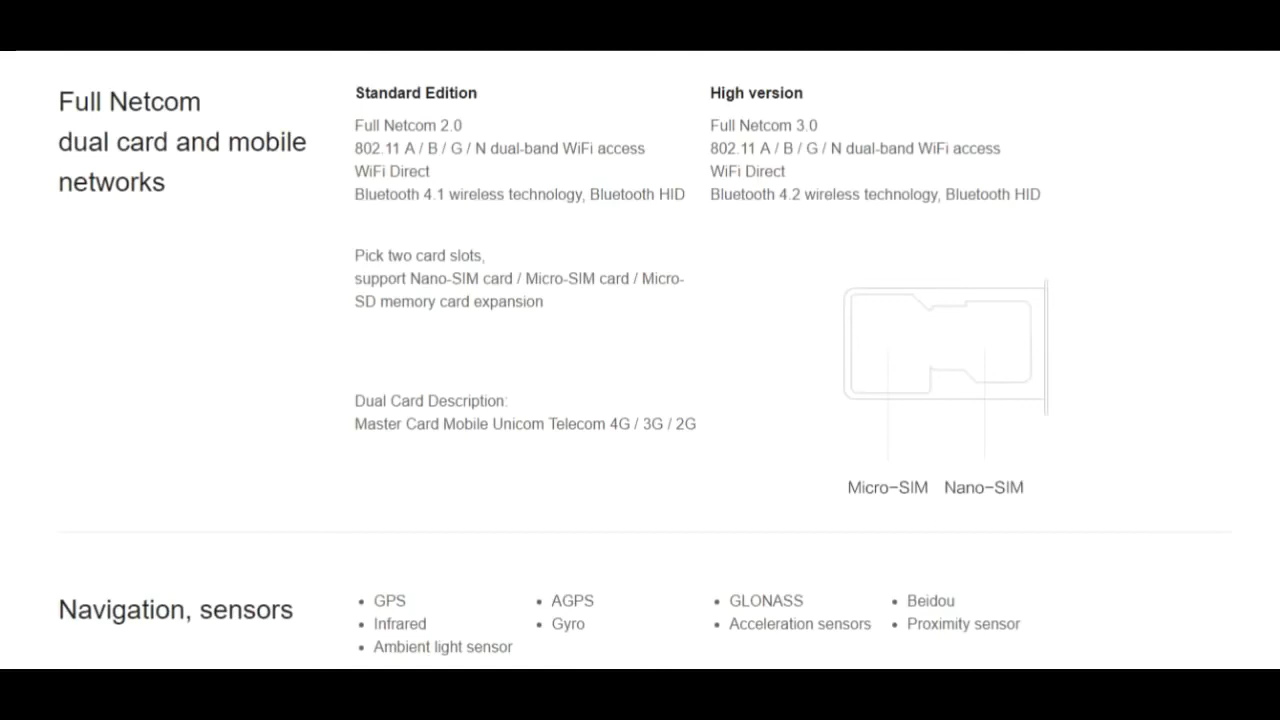 Full Netcom
dual card and mobile
networks
Standard Edition
Full Netcom 2.0
802.11 A / B / G / N dual-band WiFi access
WiFi Direct
Bluetooth 4.1 wireless technology, Bluetooth HID
High version
Full Netcom 3.0
802.11 A / B / G / N dual-band WiFi access
WiFi Direct
Bluetooth 4.2 wireless technology, Bluetooth HID
Pick two card slots,
support Nano-SIM card / Micro-SIM card / Micro-
SD memory card expansion
Dual Card Description:
Master Card Mobile Unicom Telecom 4G / 3G / 2G
Micro-SIM Nano-SIM
Navigation, sensors
• GPS • AGPS • GLONASS • Beidou
• Infrared • Gyro • Acceleration sensors • Proximity sensor
• Ambient light sensor